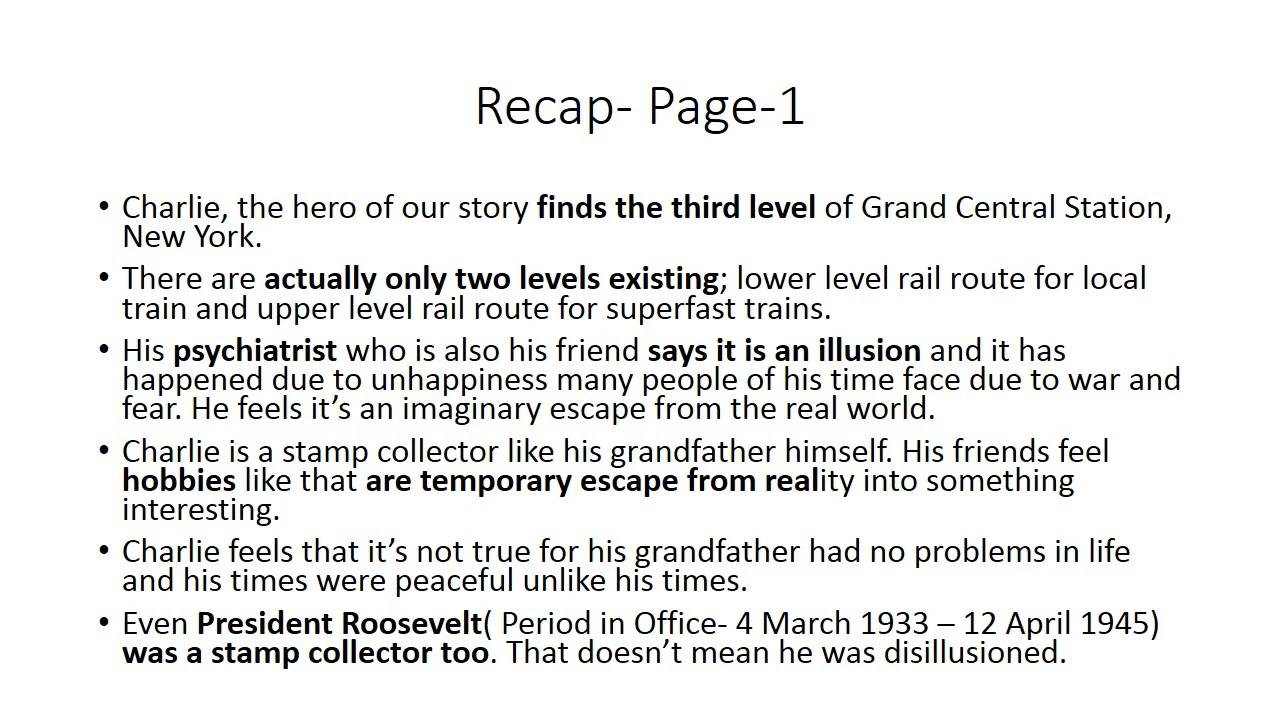 Recap- Page-1
• Charlie, the hero of our story finds the third level of Grand Central Station,
New York.
• There are actually only two levels existing; lower level rail route for local
train and upper level rail route for superfast trains.
• His psychiatrist who is also his friend says it is an illusion and it has
happened due to unhappiness many people of his time face due to war and
fear. He feels it’s an imaginary escape from the real world.
• Charlie is a stamp collector like his grandfather himself. His friends feel
hobbies like that are temporary escape from reality into something
interesting.
• Charlie feels that it’s not true for his grandfather had no problems in life
and his times were peaceful unlike his times.
• Even President Roosevelt( Period in Office- 4 March 1933 – 12 April 1945)
was a stamp collector too. That doesn’t mean he was disillusioned.